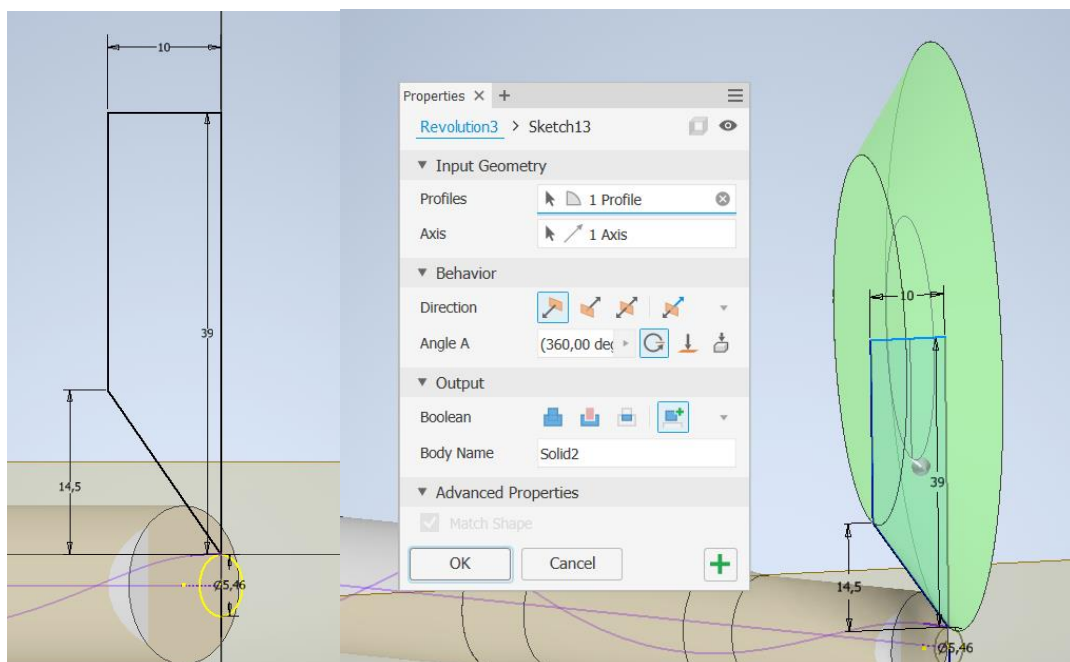 10
39
14,5
Ø5,46
Properties × +
Revolution3 > Sketch13
Input Geometry
Profiles 1 Profile
Axis 1 Axis
Behavior
Direction
Angle A (360,00 de
Output
Boolean
Body Name Solid2
Advanced Properties
Match Shape
OK Cancel
10
39
14,5
Ø5,46